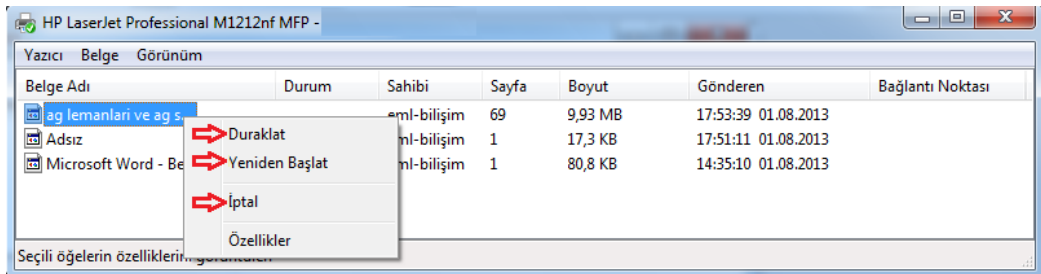 HP LaserJet Professional M1212nf MFP -
Yazıcı Belge Görünüm
Belge Adı Durum Sahibi Sayfa Boyut Gönderen Bağlantı Noktası
ag lemanlari ve ag s... eml-bilişim 69 9,93 MB 17:53:39 01.08.2013
Adsız ml-bilişim 1 17,3 KB 17:51:11 01.08.2013
Microsoft Word - Be ml-bilişim 1 80,8 KB 14:35:10 01.08.2013
Duraklat
Yeniden Başlat
İptal
Özellikler
Seçili öğelerin özelliklerini